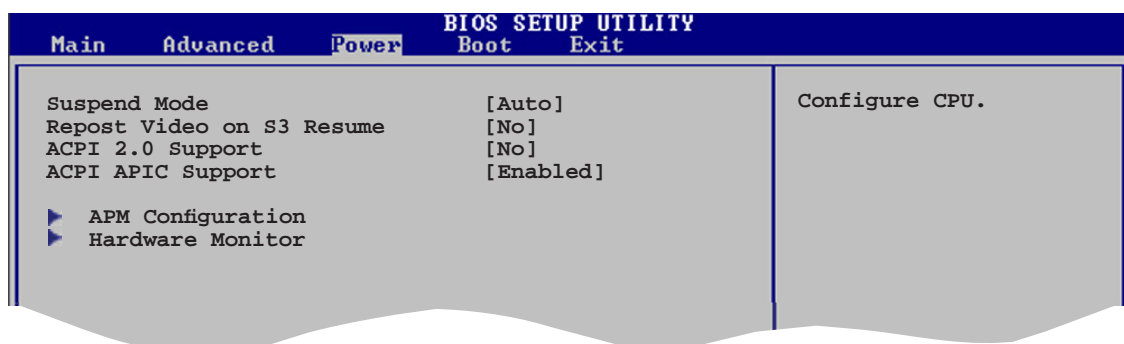 BIOS SETUP UTILITY
Main Advanced Power Boot Exit
Suspend Mode [Auto]
Repost Video on S3 Resume [No]
ACPI 2.0 Support [No]
ACPI APIC Support [Enabled]
APM Configuration
Hardware Monitor
Configure CPU.